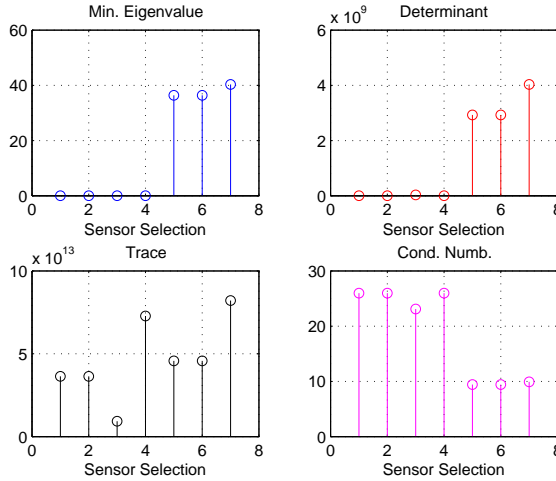 Min. Eigenvalue
60
40
20
0
0 2 4 6 8
Sensor Selection
Determinant
x 10^9
6
4
2
0
0 2 4 6 8
Sensor Selection
Trace
x 10^13
10
5
0
0 2 4 6 8
Sensor Selection
Cond. Numb.
30
20
10
0
0 2 4 6 8
Sensor Selection